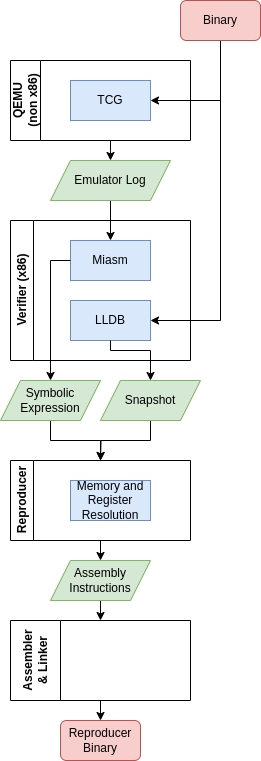 Binary
QEMU
(non x86)
TCG
Emulator Log
Verifier (x86)
Miasm
LLDB
Symbolic
Expression
Snapshot
Reproducer
Memory and
Register
Resolution
Assembly
Instructions
Assembler
& Linker
Reproducer
Binary